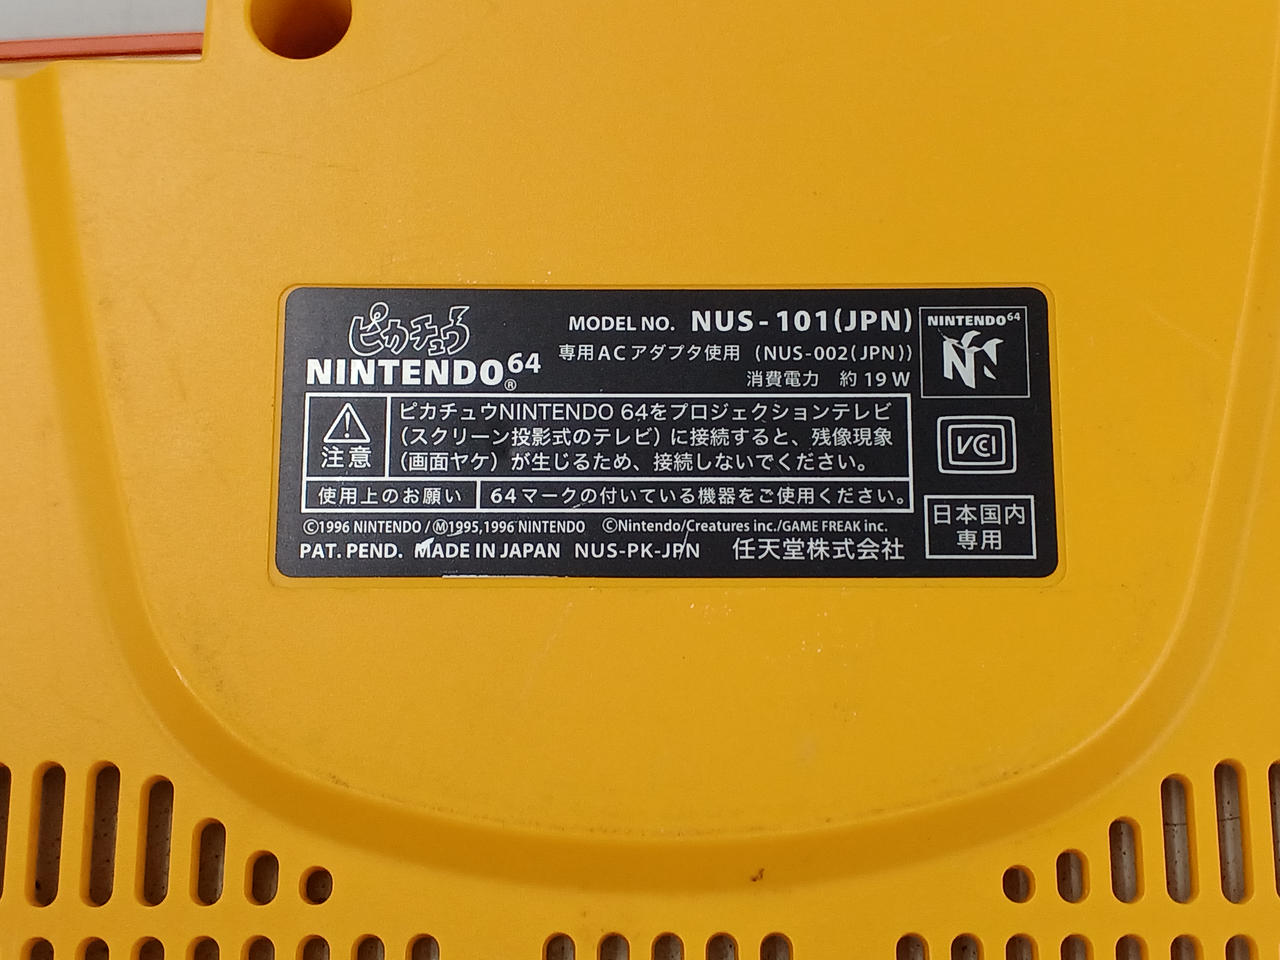 ピカチュウ
NINTENDO64®
MODEL NO. NUS-101(JPN)
専用ACアダプタ使用 (NUS-002(JPN))
消費電力 約19W
NINTENDO64
注意
ピカチュウNINTENDO 64をプロジェクションテレビ
(スクリーン投影式のテレビ)に接続すると、残像現象
(画面ヤケ)が生じるため、接続しないでください。
使用上のお願い
64マークの付いている機器をご使用ください。
VCCI
日本国内
専用
©1996 NINTENDO/Ⓜ1995,1996 NINTENDO ©Nintendo/Creatures inc./GAME FREAK inc.
PAT. PEND. MADE IN JAPAN NUS-PK-JPN 任天堂株式会社